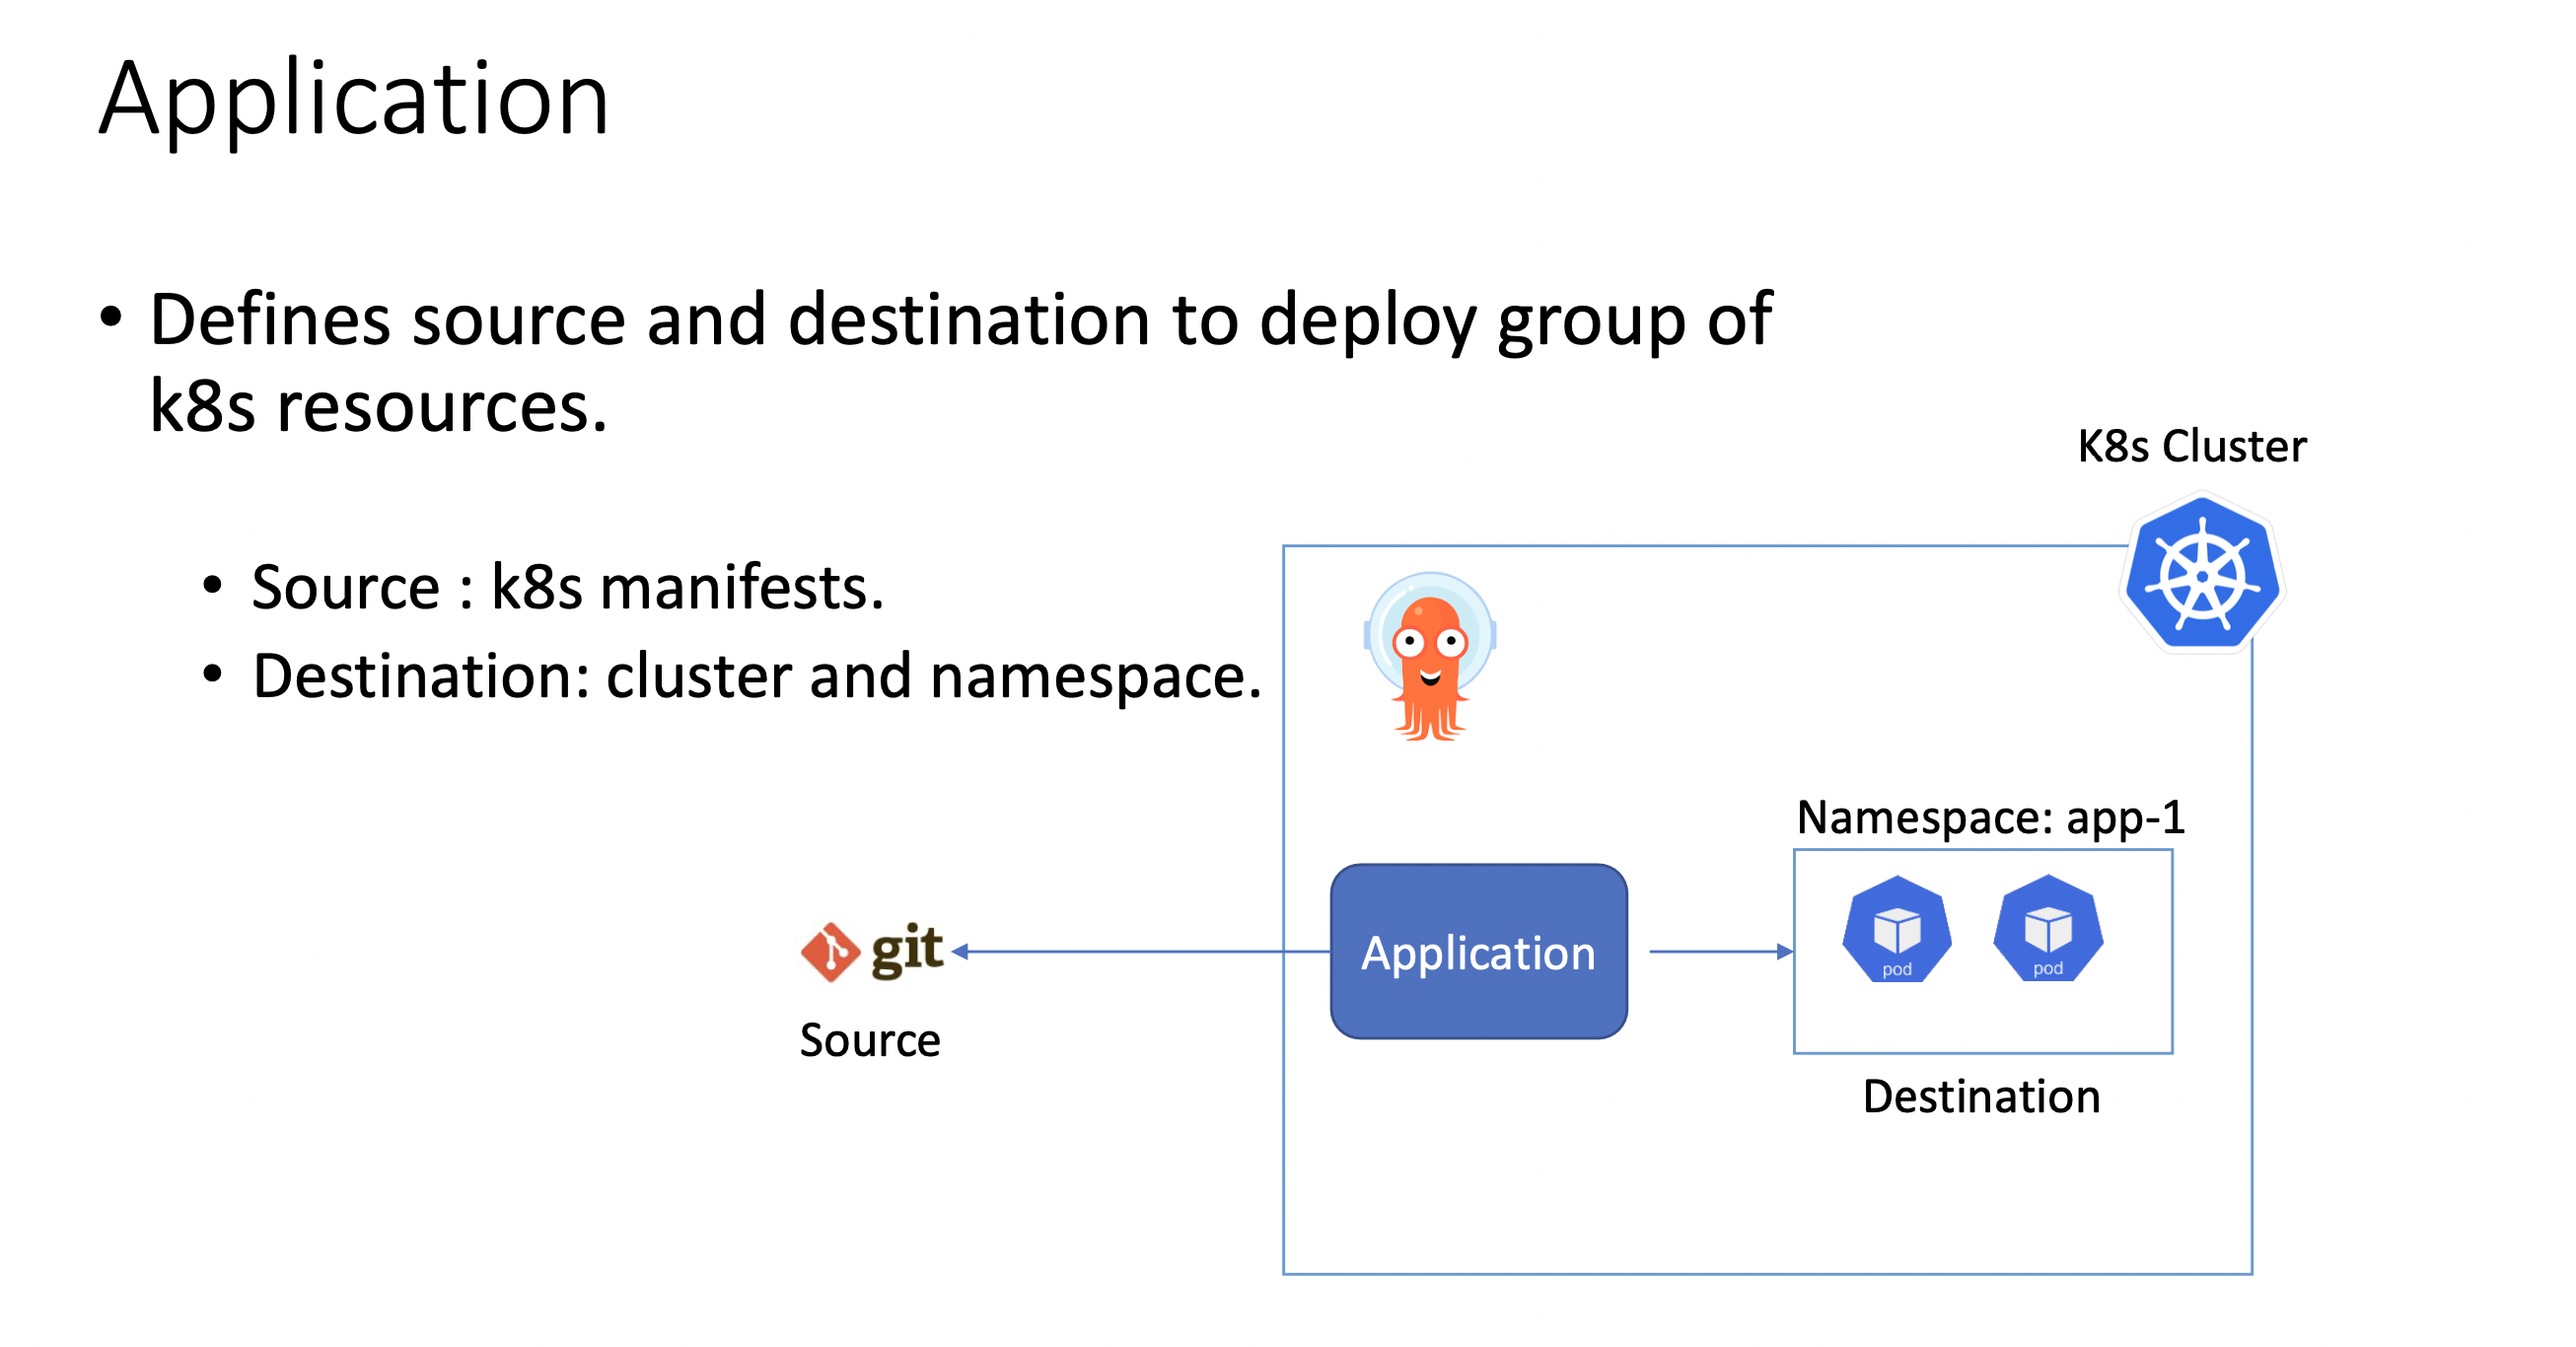 Application
• Defines source and destination to deploy group of
k8s resources.
• Source : k8s manifests.
• Destination: cluster and namespace.
K8s Cluster
Namespace: app-1
pod
pod
git
Application
Source
Destination